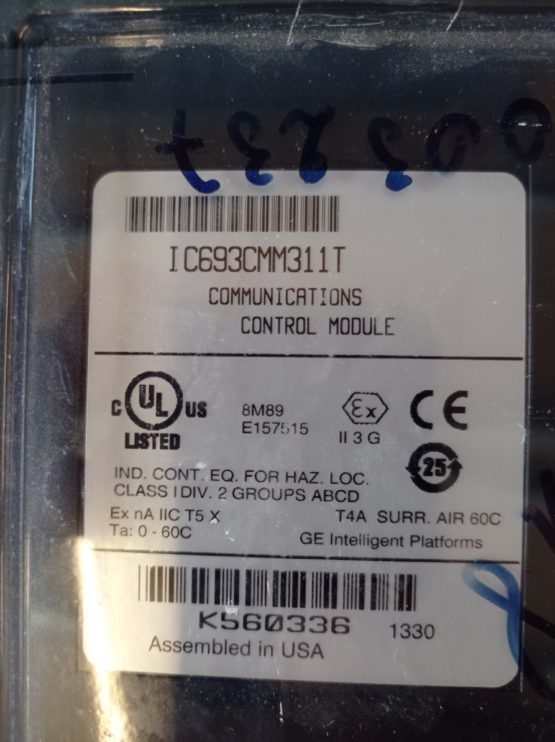 IC693CMM311T
COMMUNICATIONS
CONTROL MODULE
C UL US
LISTED
8M89
E157515
Ex
II 3 G
CE
25
IND. CONT. EQ. FOR HAZ. LOC.
CLASS I DIV. 2 GROUPS ABCD
Ex nA IIC T5 X
T4A SURR. AIR 60C
Ta: 0 - 60C
GE Intelligent Platforms
K560336 1330
Assembled in USA